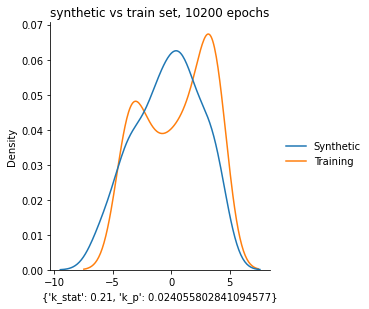 synthetic vs train set, 10200 epochs
0.07
0.06
0.05
0.04
0.03
0.02
0.01
0.00
Density
−10
−5
0
5
Synthetic
Training
{'k_stat': 0.21, 'k_p': 0.024055802841094577}